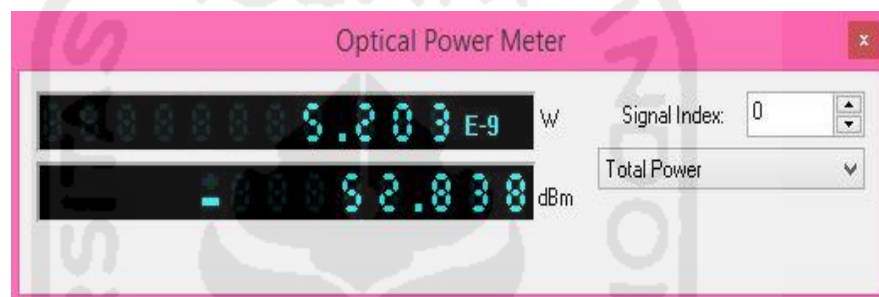 Optical Power Meter
x
5.203 E-9 W
Signal Index: 0
-52.838 dBm
Total Power